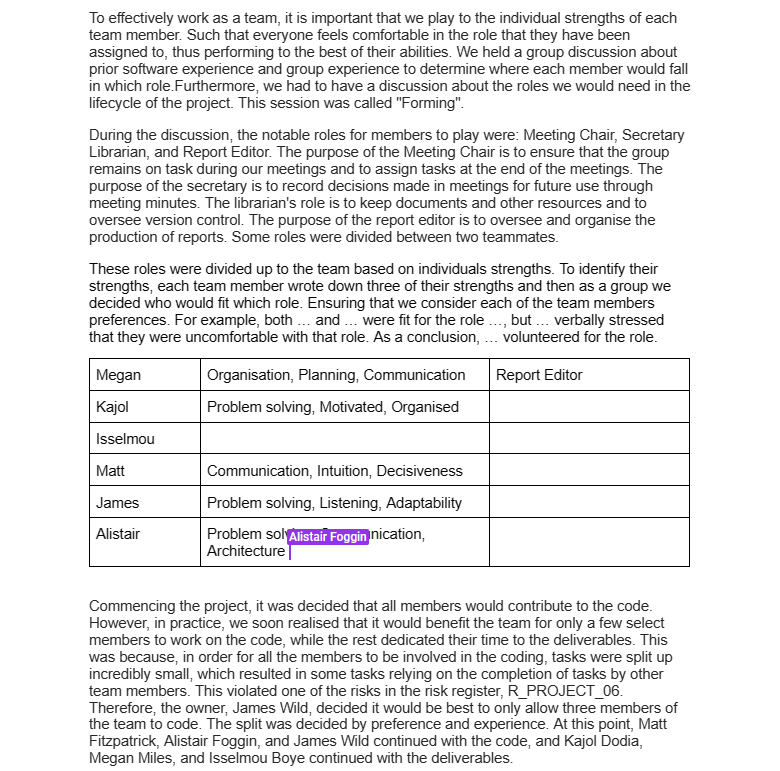 To effectively work as a team, it is important that we play to the individual strengths of each
team member. Such that everyone feels comfortable in the role that they have been
assigned to, thus performing to the best of their abilities. We held a group discussion about
prior software experience and group experience to determine where each member would fall
in which role.Furthermore, we had to have a discussion about the roles we would need in the
lifecycle of the project. This session was called "Forming".
During the discussion, the notable roles for members to play were: Meeting Chair, Secretary
Librarian, and Report Editor. The purpose of the Meeting Chair is to ensure that the group
remains on task during our meetings and to assign tasks at the end of the meetings. The
purpose of the secretary is to record decisions made in meetings for future use through
meeting minutes. The librarian's role is to keep documents and other resources and to
oversee version control. The purpose of the report editor is to oversee and organise the
production of reports. Some roles were divided between two teammates.
These roles were divided up to the team based on individuals strengths. To identify their
strengths, each team member wrote down three of their strengths and then as a group we
decided who would fit which role. Ensuring that we consider each of the team members
preferences. For example, both … and … were fit for the role …, but … verbally stressed
that they were uncomfortable with that role. As a conclusion, … volunteered for the role.
Megan Organisation, Planning, Communication Report Editor
Kajol Problem solving, Motivated, Organised
Isselmou
Matt Communication, Intuition, Decisiveness
James Problem solving, Listening, Adaptability
Alistair Problem
Alistair Foggin
Architecture
Commencing the project, it was decided that all members would contribute to the code.
However, in practice, we soon realised that it would benefit the team for only a few select
members to work on the code, while the rest dedicated their time to the deliverables. This
was because, in order for all the members to be involved in the coding, tasks were split up
incredibly small, which resulted in some tasks relying on the completion of tasks by other
team members. This violated one of the risks in the risk register, R_PROJECT_06.
Therefore, the owner, James Wild, decided it would be best to only allow three members of
the team to code. The split was decided by preference and experience. At this point, Matt
Fitzpatrick, Alistair Foggin, and James Wild continued with the code, and Kajol Dodia,
Megan Miles, and Isselmou Boye continued with the deliverables.